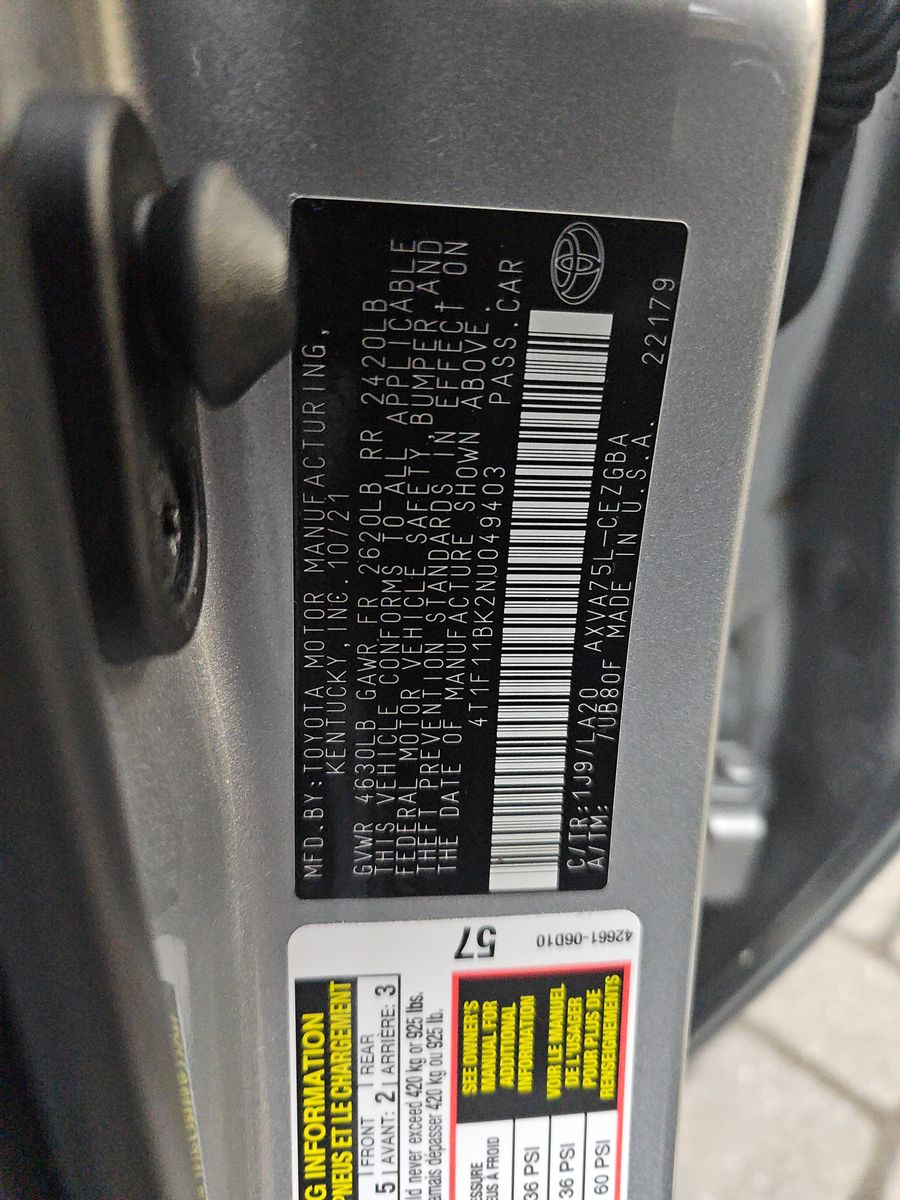 MFD.BY:TOYOTA MOTOR MANUFACTURING,
KENTUCKY, INC. 10/21
GVWR 4630LB GAWR FR 2620LB RR 2420LB
THIS VEHICLE CONFORMS TO ALL APPLICABLE
FEDERAL MOTOR VEHICLE SAFETY, BUMPER, AND
THEFT PREVENTION STANDARDS IN EFFECT ON
THE DATE OF MANUFACTURE SHOWN ABOVE.
4T1F11BK2NU049403 PASS.CAR
C/TR:1J9/LA20 AXVA75L-CEZGBA
A/TM: /UB80F MADE IN U.S.A. 22179
57
42661-06D10
INFORMATION
PNEUS ET LE CHARGEMENT
FRONT REAR
5 AVANT: 2 ARRIÈRE: 3
never exceed 420 kg or 925 lbs.
jamais dépasser 420 kg ou 925 lb.
SEE OWNER'S
MANUAL FOR
ADDITIONAL
INFORMATION
VOIR LE MANUEL
DE L'USAGER
POUR PLUS DE
RENSEIGNEMENTS
À FROID
36 PSI
36 PSI
60 PSI